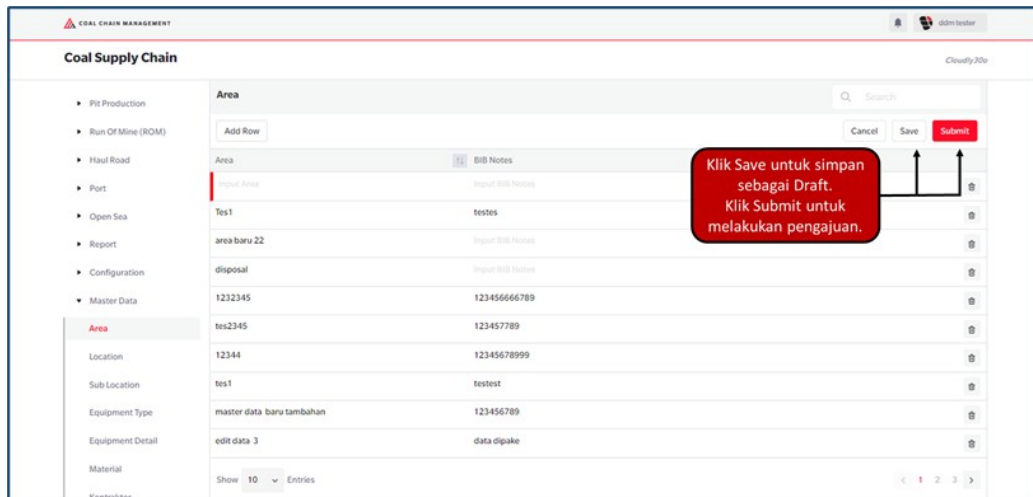 COAL CHAIN MANAGEMENT
ddm tester
Coal Supply Chain
Cloudly30o
Pit Production
Run Of Mine (ROM)
Haul Road
Port
Open Sea
Report
Configuration
Master Data
Area
Location
Sub Location
Equipment Type
Equipment Detail
Material
Kontraktor
Area
Search
Add Row
Cancel Save Submit
Area BIB Notes
Input Area Input BIB Notes
Tes1 testes
area baru 22 Input BIB Notes
disposal Input BIB Notes
1232345 123456666789
tes2345 123457789
12344 12345678999
tes1 testest
master data baru tambahan 123456789
edit data 3 data dipake
Klik Save untuk simpan
sebagai Draft.
Klik Submit untuk
melakukan pengajuan.
Show 10 Entries
< 1 2 3 >